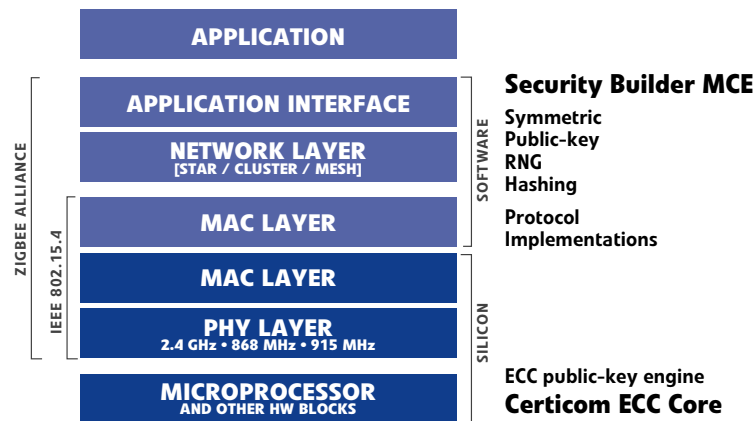 APPLICATION
APPLICATION INTERFACE
NETWORK LAYER
[STAR / CLUSTER / MESH]
MAC LAYER
MAC LAYER
PHY LAYER
2.4 GHz • 868 MHz • 915 MHz
MICROPROCESSOR
AND OTHER HW BLOCKS
ZIGBEE ALLIANCE
IEEE 802.15.4
SOFTWARE
SILICON
Security Builder MCE
Symmetric
Public-key
RNG
Hashing
Protocol
Implementations
ECC public-key engine
Certicom ECC Core